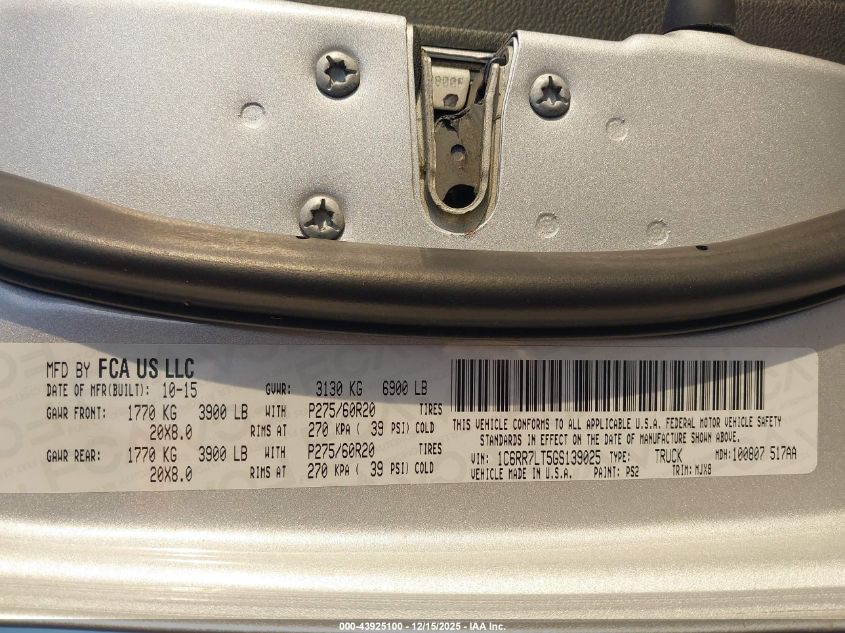 MFD BY FCA US LLC
DATE OF MFR(BUILT): 10-15 GVWR: 3130 KG 6900 LB
GAWR FRONT: 1770 KG 3900 LB WITH P275/60R20 TIRES
20X8.0 RIMS AT 270 KPA ( 39 PSI) COLD
GAWR REAR: 1770 KG 3900 LB WITH P275/60R20 TIRES
20X8.0 RIMS AT 270 KPA ( 39 PSI) COLD
THIS VEHICLE CONFORMS TO ALL APPLICABLE U.S.A. FEDERAL MOTOR VEHICLE SAFETY
STANDARDS IN EFFECT ON THE DATE OF MANUFACTURE SHOWN ABOVE.
VIN: 1C6RR7LT5GS139025 TYPE: TRUCK MDH: 100807 517AA
VEHICLE MADE IN U.S.A. PAINT: PS2 TRIM: MJX8
000-43925100 - 12/15/2025 - IAA Inc.